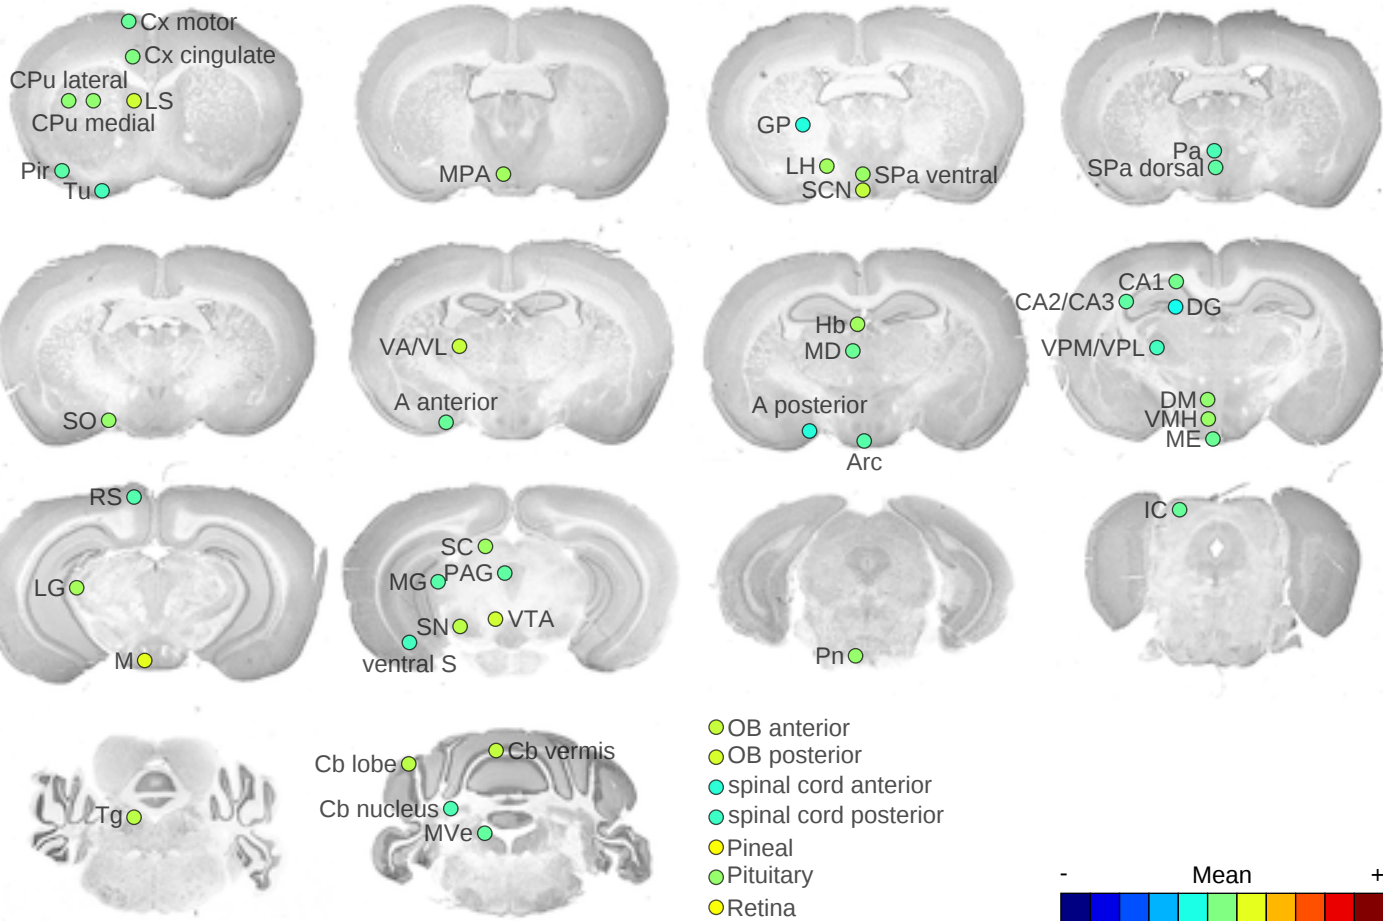 Cx motor
Cx cingulate
CPu lateral
LS
CPu medial
Pir
Tu
MPA
GP
LH
SPa ventral
SCN
Pa
SPa dorsal
SO
VA/VL
A anterior
Hb
MD
A posterior
Arc
CA1
CA2/CA3
DG
VPM/VPL
DM
VMH
ME
RS
LG
M
SC
MG
PAG
SN
VTA
ventral S
Pn
IC
Tg
Cb lobe
Cb vermis
Cb nucleus
MVe
OB anterior
OB posterior
spinal cord anterior
spinal cord posterior
Pineal
Pituitary
Retina
- Mean +